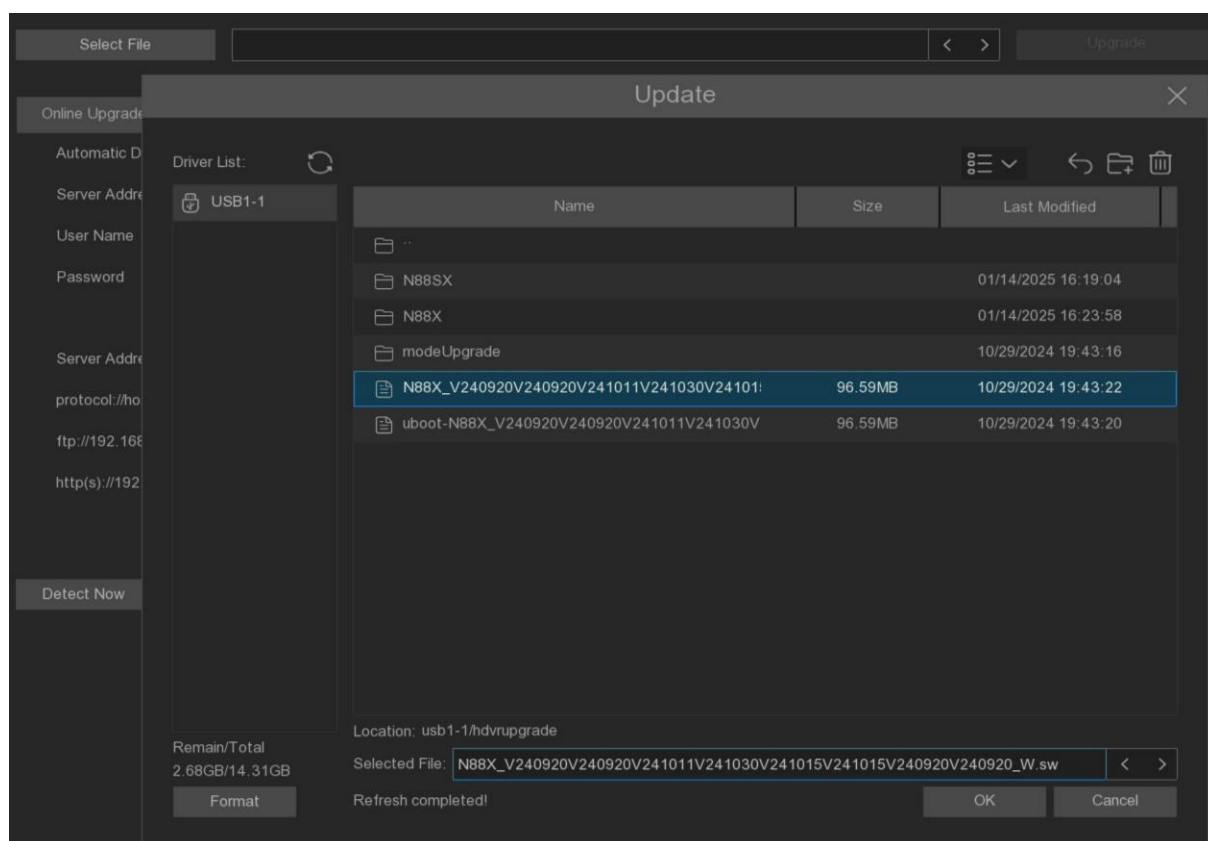 Select File
< >
Upgrade
Update
Online Upgrade
Automatic D
Driver List:
Server Addre
USB1-1
Name Size Last Modified
User Name
..
Password
N88SX 01/14/2025 16:19:04
N88X 01/14/2025 16:23:58
Server Addre
modeUpgrade 10/29/2024 19:43:16
protocol://ho
N88X_V240920V240920V241011V241030V24101 96.59MB 10/29/2024 19:43:22
ftp://192.168
uboot-N88X_V240920V240920V241011V241030V 96.59MB 10/29/2024 19:43:20
http(s)://192.
Detect Now
Location: usb1-1/hdvrupgrade
Remain/Total
2.68GB/14.31GB
Selected File: N88X_V240920V240920V241011V241030V241015V241015V240920V240920_W.sw < >
Format
Refresh completed!
OK
Cancel